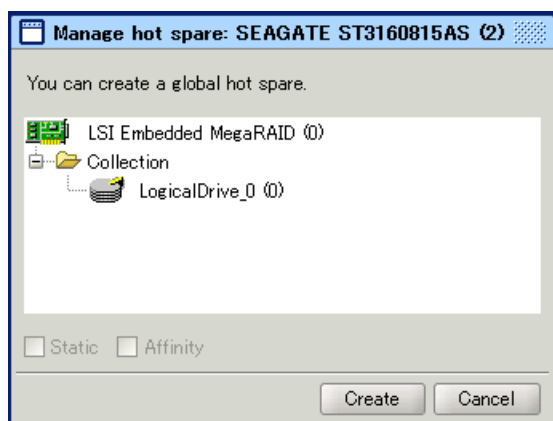 Manage hot spare: SEAGATE ST3160815AS (2)
You can create a global hot spare.
LSI Embedded MegaRAID (0)
Collection
LogicalDrive_0 (0)
Static Affinity
Create Cancel